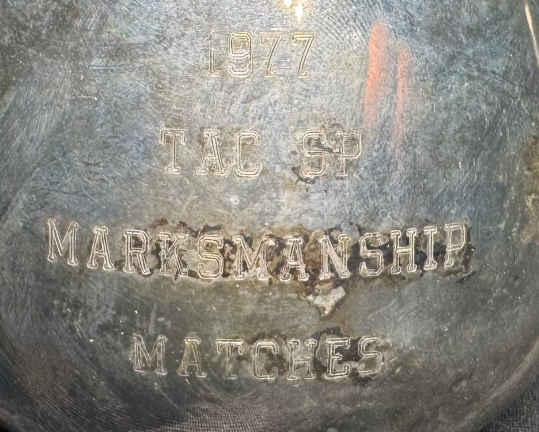 1977
TAC SP
MARKSMANSHIP
MATCHES